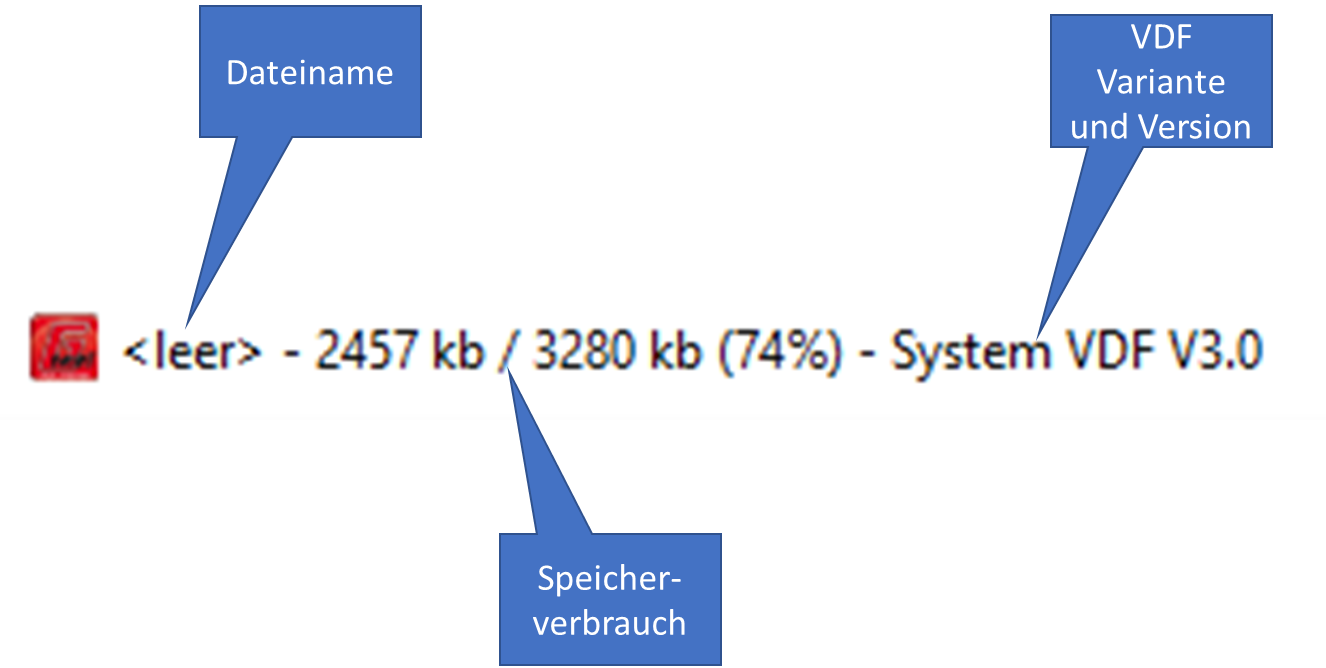 Dateiname
VDF
Variante
und Version
<leer> - 2457 kb / 3280 kb (74%) - System VDF V3.0
Speicher-
verbrauch